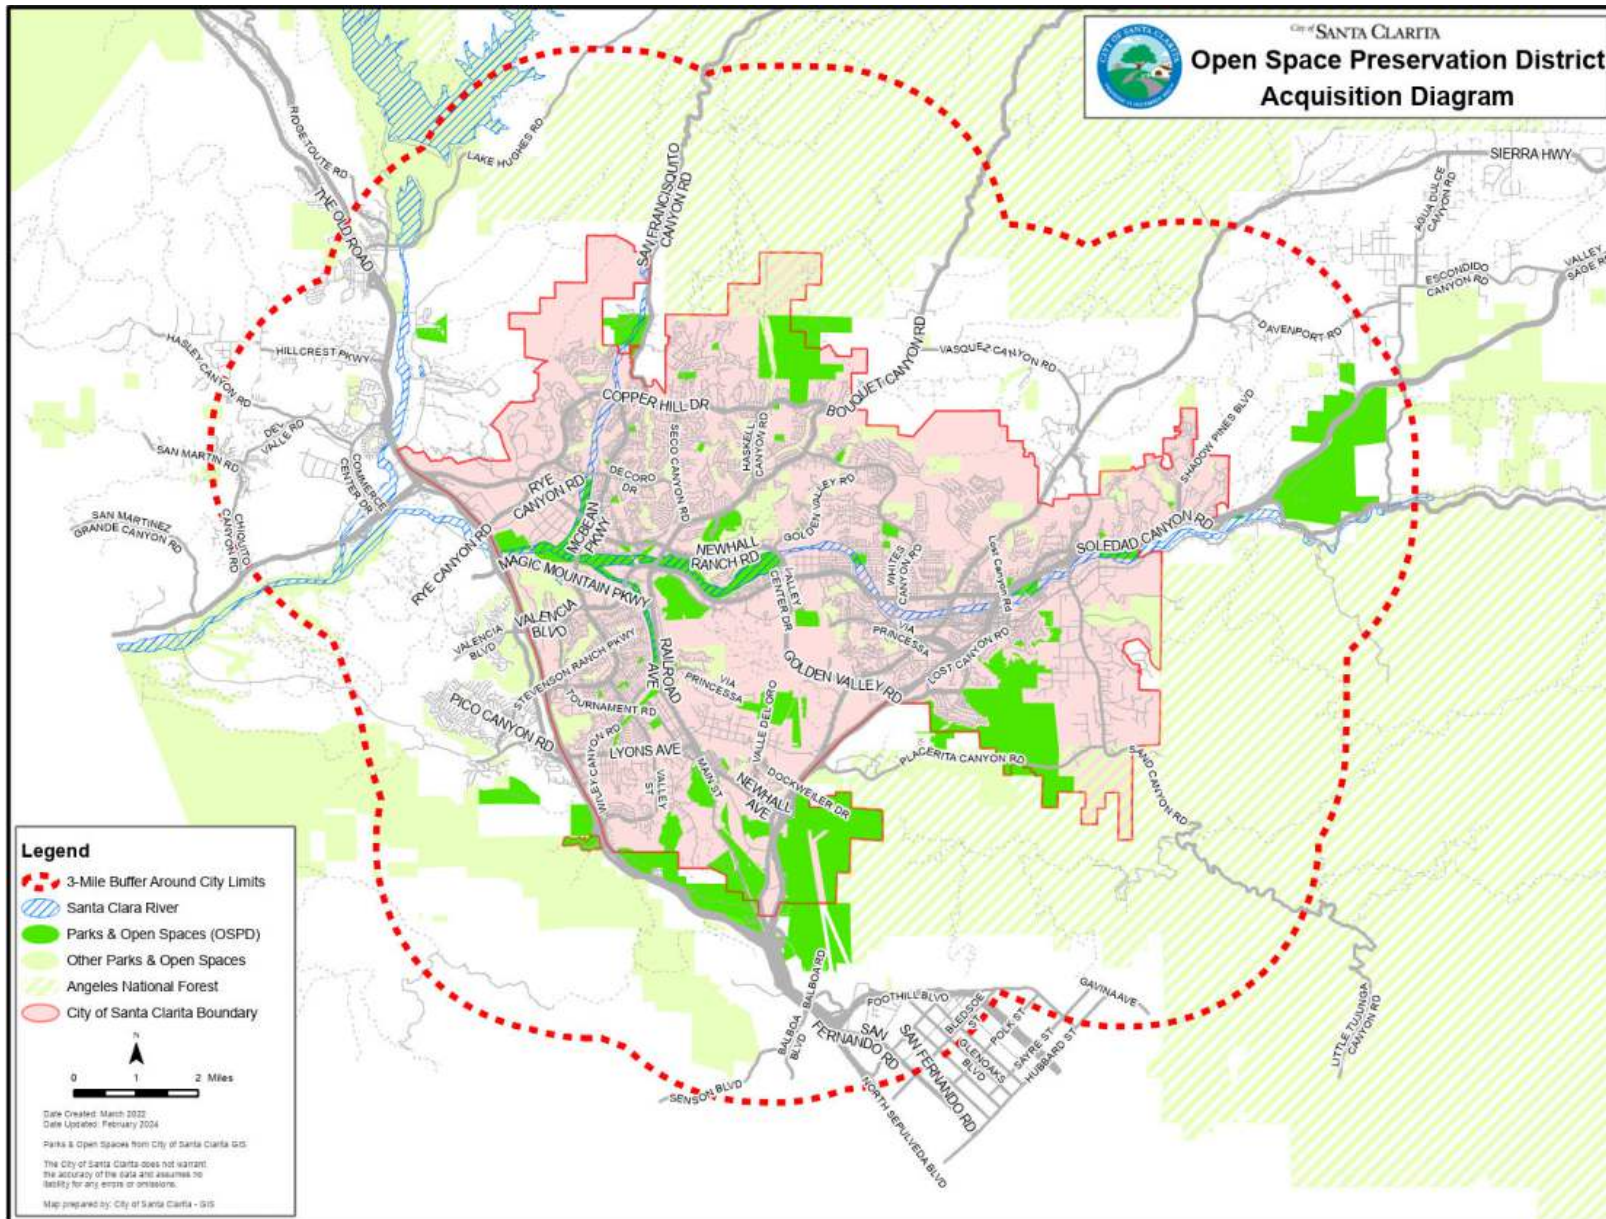 City of SANTA CLARITA
Open Space Preservation District
Acquisition Diagram
CITY OF SANTA CLARITA
SIERRA HWY
AGUA DULCE
CANYON RD
VALLEY
SAGE RD
ESCONDIDO
CANYON RD
DAVENPORT RD
RIDGE ROUTE RD
LAKE HUGHES RD
THE OLD ROAD
SAN FRANCISQUITO
CANYON RD
VASQUEZ CANYON RD
BOUQUET CANYON RD
HILLCREST PKWY
HASLEY CANYON RD
COPPER HILL DR
SHADOW PINES BLVD
DEL
VALLE RD
SAN MARTIN RD
COMMERCE
CENTER DR
SECO CANYON RD
HASKELL
CANYON RD
DECORO
DR
RYE
CANYON RD
GOLDEN VALLEY RD
SAN MARTINEZ
GRANDE CANYON RD
CHIQUITO
CANYON RD
RYE CANYON RD
MCBEAN
PKWY
NEWHALL
RANCH RD
WHITES
CANYON RD
Lost Canyon Rd
SOLEDAD CANYON RD
MAGIC MOUNTAIN PKWY
VALLEY
CENTER DR
VALENCIA
BLVD
VALENCIA
BLVD
VIA
PRINCESSA
LOST CANYON RD
STEVENSON RANCH PKWY
RAILROAD
AVE
VIA
PRINCESSA
GOLDEN VALLEY RD
TOURNAMENT RD
VALLE DEL ORO
PICO CANYON RD
LYONS AVE
PLACERITA CANYON RD
SAND CANYON RD
WILEY CANYON RD
VALLEY
ST
MAIN ST
NEWHALL
AVE
DOCKWEILER DR
Legend
3-Mile Buffer Around City Limits
Santa Clara River
Parks & Open Spaces (OSPD)
Other Parks & Open Spaces
Angeles National Forest
City of Santa Clarita Boundary
N
0 1 2 Miles
Date Created: March 2022
Date Updated: February 2024
Parks & Open Spaces from City of Santa Clarita GIS
The City of Santa Clarita does not warrant
the accuracy of the data and assumes no
liability for any errors or omissions.
Map prepared by: City of Santa Clarita - GIS
BALBOA RD
BALBOA
BLVD
FOOTHILL BLVD
BLEDSOE
ST
POLK ST
GAVINA AVE
SAN
FERNANDO RD
SAN FERNANDO RD
GLENOAKS
BLVD
SAYRE ST
HUBBARD ST
LITTLE TUJUNGA
CANYON RD
SENSON BLVD
NORTH SEPULVEDA BLVD